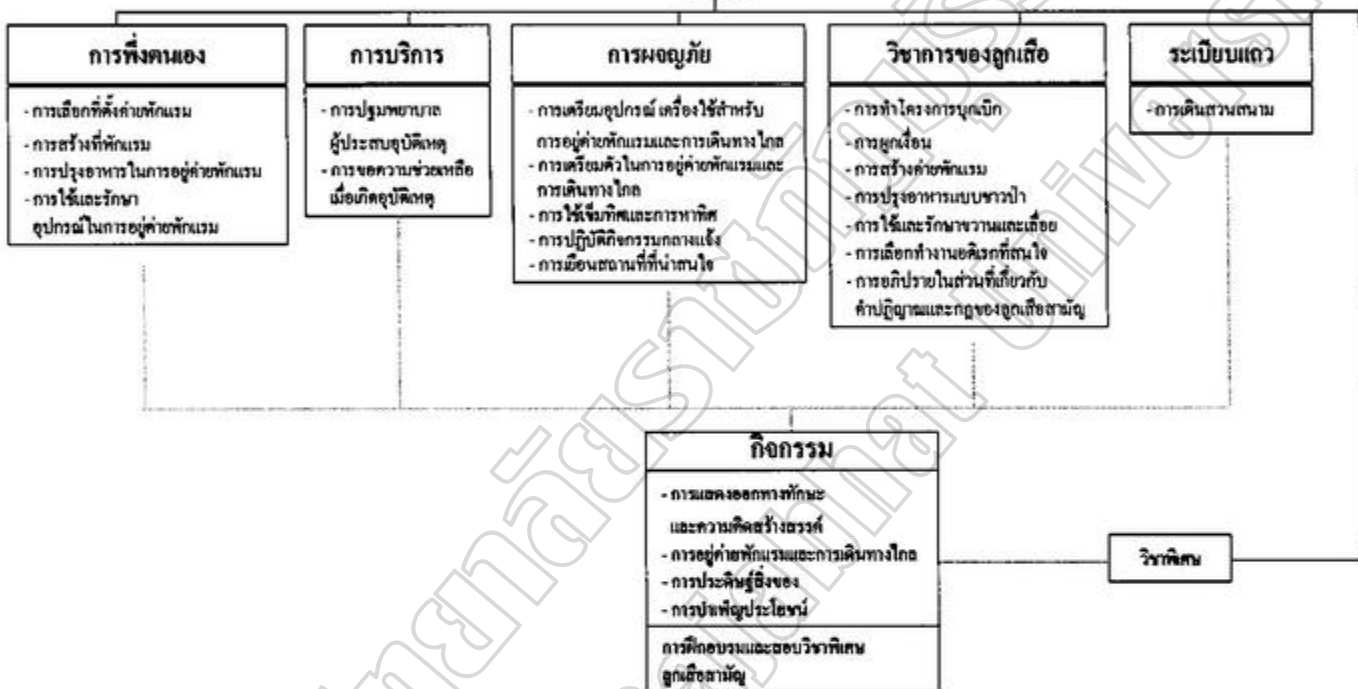 การพึ่งตนเอง
- การเลือกที่ตั้งค่ายพักแรม
- การสร้างที่พักแรม
- การปรุงอาหารในการอยู่ค่ายพักแรม
- การใช้และรักษา
อุปกรณ์ในการอยู่ค่ายพักแรม
การบริการ
- การปฐมพยาบาล
ผู้ประสบอุบัติเหตุ
- การขอความช่วยเหลือ
เมื่อเกิดอุบัติเหตุ
การผจญภัย
- การเตรียมอุปกรณ์ เครื่องใช้สำหรับ
การอยู่ค่ายพักแรมและการเดินทางไกล
- การเตรียมตัวในการอยู่ค่ายพักแรมและ
การเดินทางไกล
- การใช้เข็มทิศและการหาทิศ
- การปฏิบัติกิจกรรมกลางแจ้ง
- การเยือนสถานที่ที่น่าสนใจ
วิชาการของลูกเสือ
- การทำโครงการบุกเบิก
- การผูกเงื่อน
- การสร้างค่ายพักแรม
- การปรุงอาหารแบบชาวป่า
- การใช้และรักษาขวานและเลื่อย
- การเลือกทำงานอดิเรกที่สนใจ
- การอภิปรายในส่วนที่เกี่ยวกับ
คำปฏิญาณและกฎของลูกเสือสามัญ
ระเบียบแถว
- การเดินสวนสนาม
กิจกรรม
- การแสดงออกทางทักษะ
และความคิดสร้างสรรค์
- การอยู่ค่ายพักแรมและการเดินทางไกล
- การประดิษฐ์สิ่งของ
- การบำเพ็ญประโยชน์
การฝึกอบรมและสอบวิชาพิเศษ
ลูกเสือสามัญ
วิชาพิเศษ